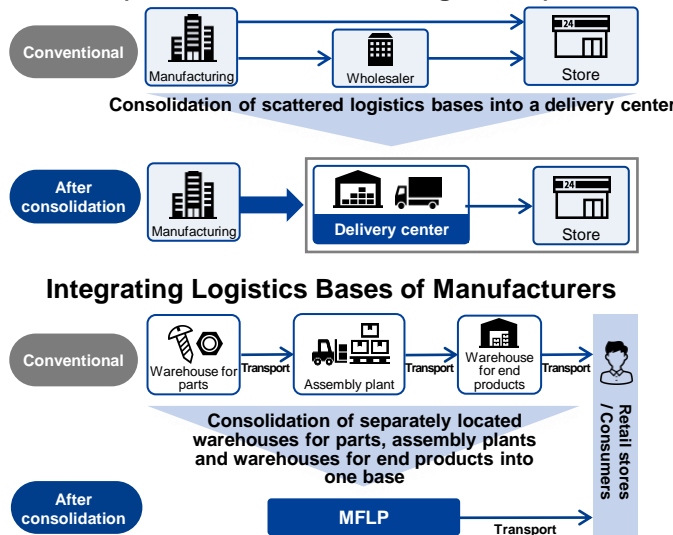 Conventional
24
Manufacturing
Wholesaler
Store
Consolidation of scattered logistics bases into a delivery center
After
consolidation
24
Manufacturing
Delivery center
Store
Integrating Logistics Bases of Manufacturers
Conventional
Warehouse for
parts
Transport
Assembly plant
Transport
Warehouse
for end
products
Transport
Retail stores
/ Consumers
Consolidation of separately located
warehouses for parts, assembly plants
and warehouses for end products into
one base
After
consolidation
MFLP
Transport